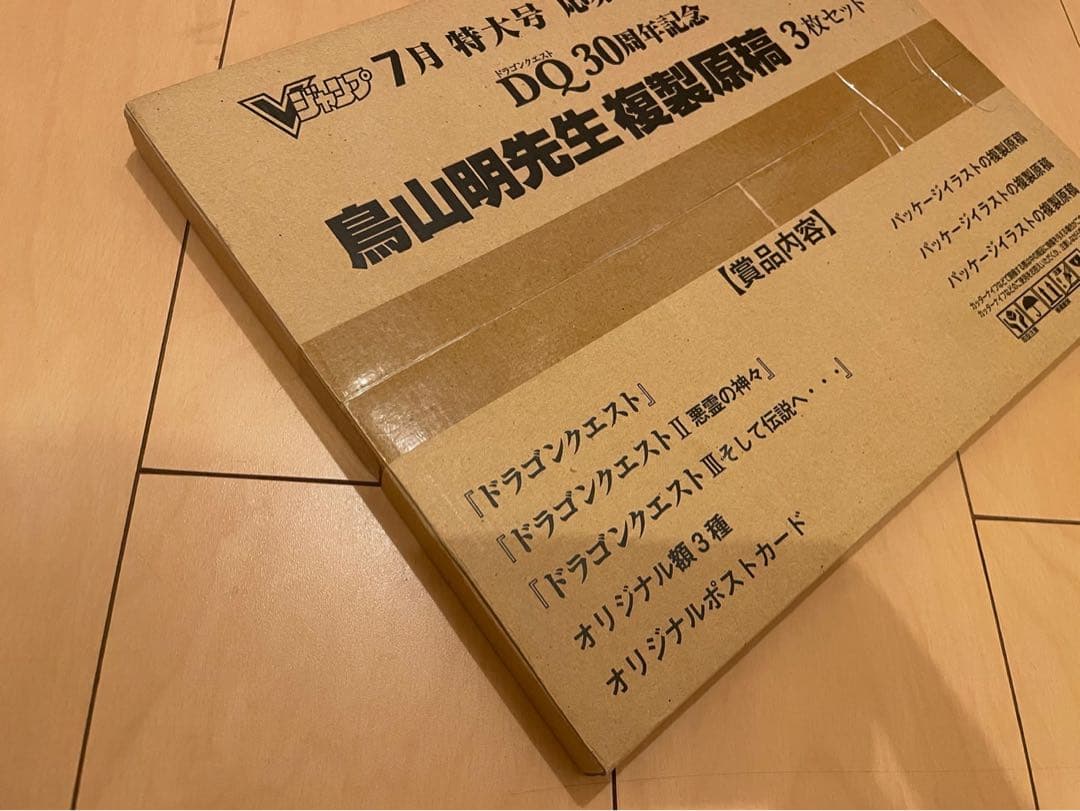 Vジャンプ 7月 特大号 応募
ドラゴンクエスト
DQ30周年記念
鳥山明先生 複製原稿 3枚セット
【賞品内容】
『ドラゴンクエスト』 パッケージイラストの複製原稿
『ドラゴンクエストⅡ 悪霊の神々』 パッケージイラストの複製原稿
『ドラゴンクエストⅢ そして伝説へ・・・』 パッケージイラストの複製原稿
オリジナル額3種
オリジナルポストカード